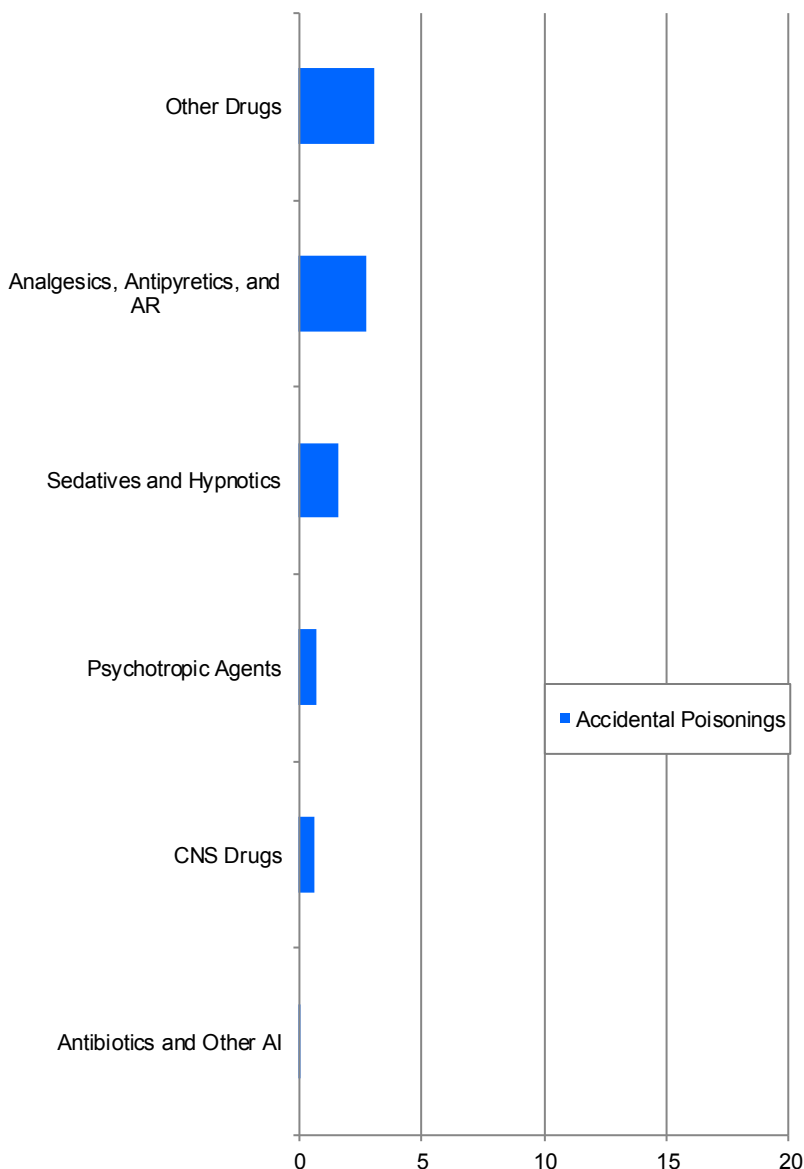 Other Drugs
Analgesics, Antipyretics, and
AR
Sedatives and Hypnotics
Psychotropic Agents
Accidental Poisonings
CNS Drugs
Antibiotics and Other AI
0 5 10 15 20